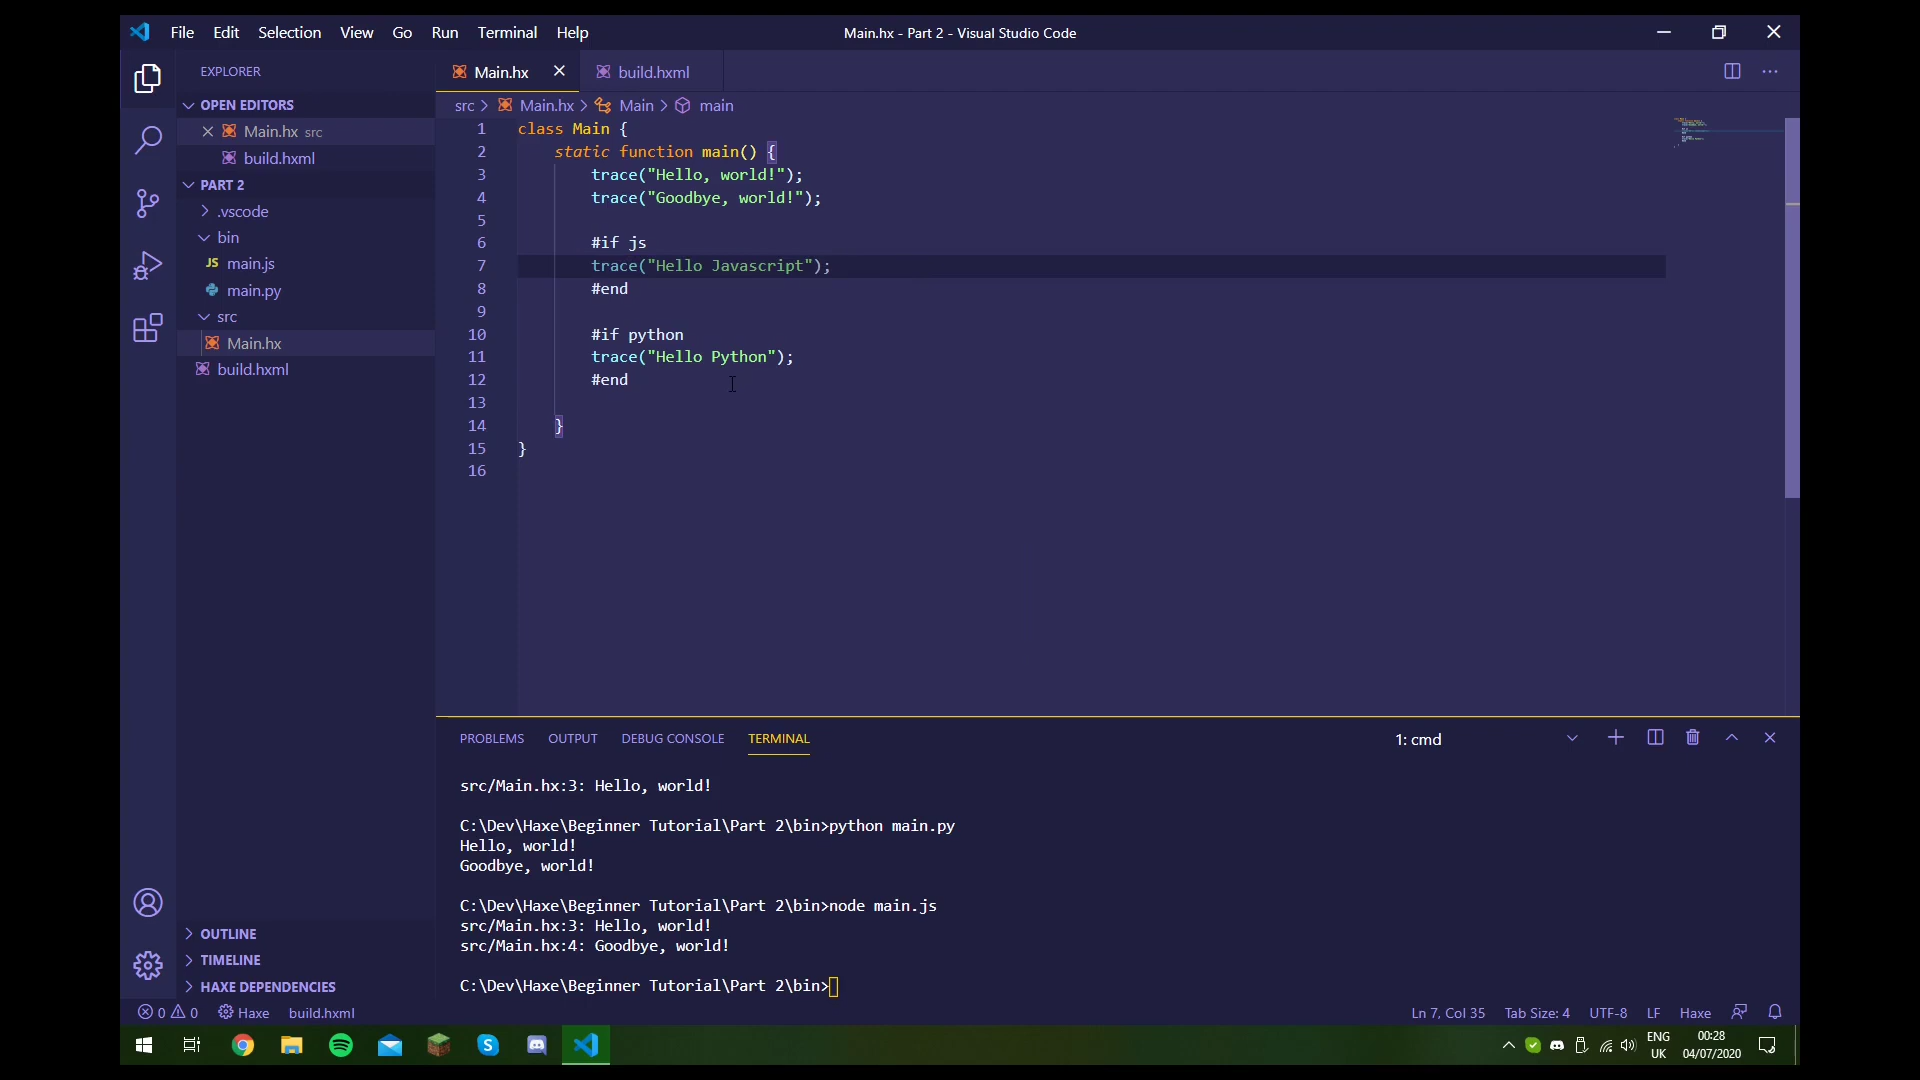 File Edit Selection View Go Run Terminal Help
Main.hx - Part 2 - Visual Studio Code
EXPLORER
OPEN EDITORS
Main.hx src
build.hxml
PART 2
.vscode
bin
JS main.js
main.py
src
Main.hx
build.hxml
OUTLINE
TIMELINE
HAXE DEPENDENCIES
Main.hx build.hxml
src > Main.hx > Main > main
1 class Main {
2 static function main() {
3 trace("Hello, world!");
4 trace("Goodbye, world!");
5
6 #if js
7 trace("Hello Javascript");
8 #end
9
10 #if python
11 trace("Hello Python");
12 #end
13
14 }
15 }
16
PROBLEMS OUTPUT DEBUG CONSOLE TERMINAL 1: cmd
src/Main.hx:3: Hello, world!
C:\Dev\Haxe\Beginner Tutorial\Part 2\bin>python main.py
Hello, world!
Goodbye, world!
C:\Dev\Haxe\Beginner Tutorial\Part 2\bin>node main.js
src/Main.hx:3: Hello, world!
src/Main.hx:4: Goodbye, world!
C:\Dev\Haxe\Beginner Tutorial\Part 2\bin>
0 0 Haxe build.hxml Ln 7, Col 35 Tab Size: 4 UTF-8 LF Haxe
ENG 00:28
UK 04/07/2020